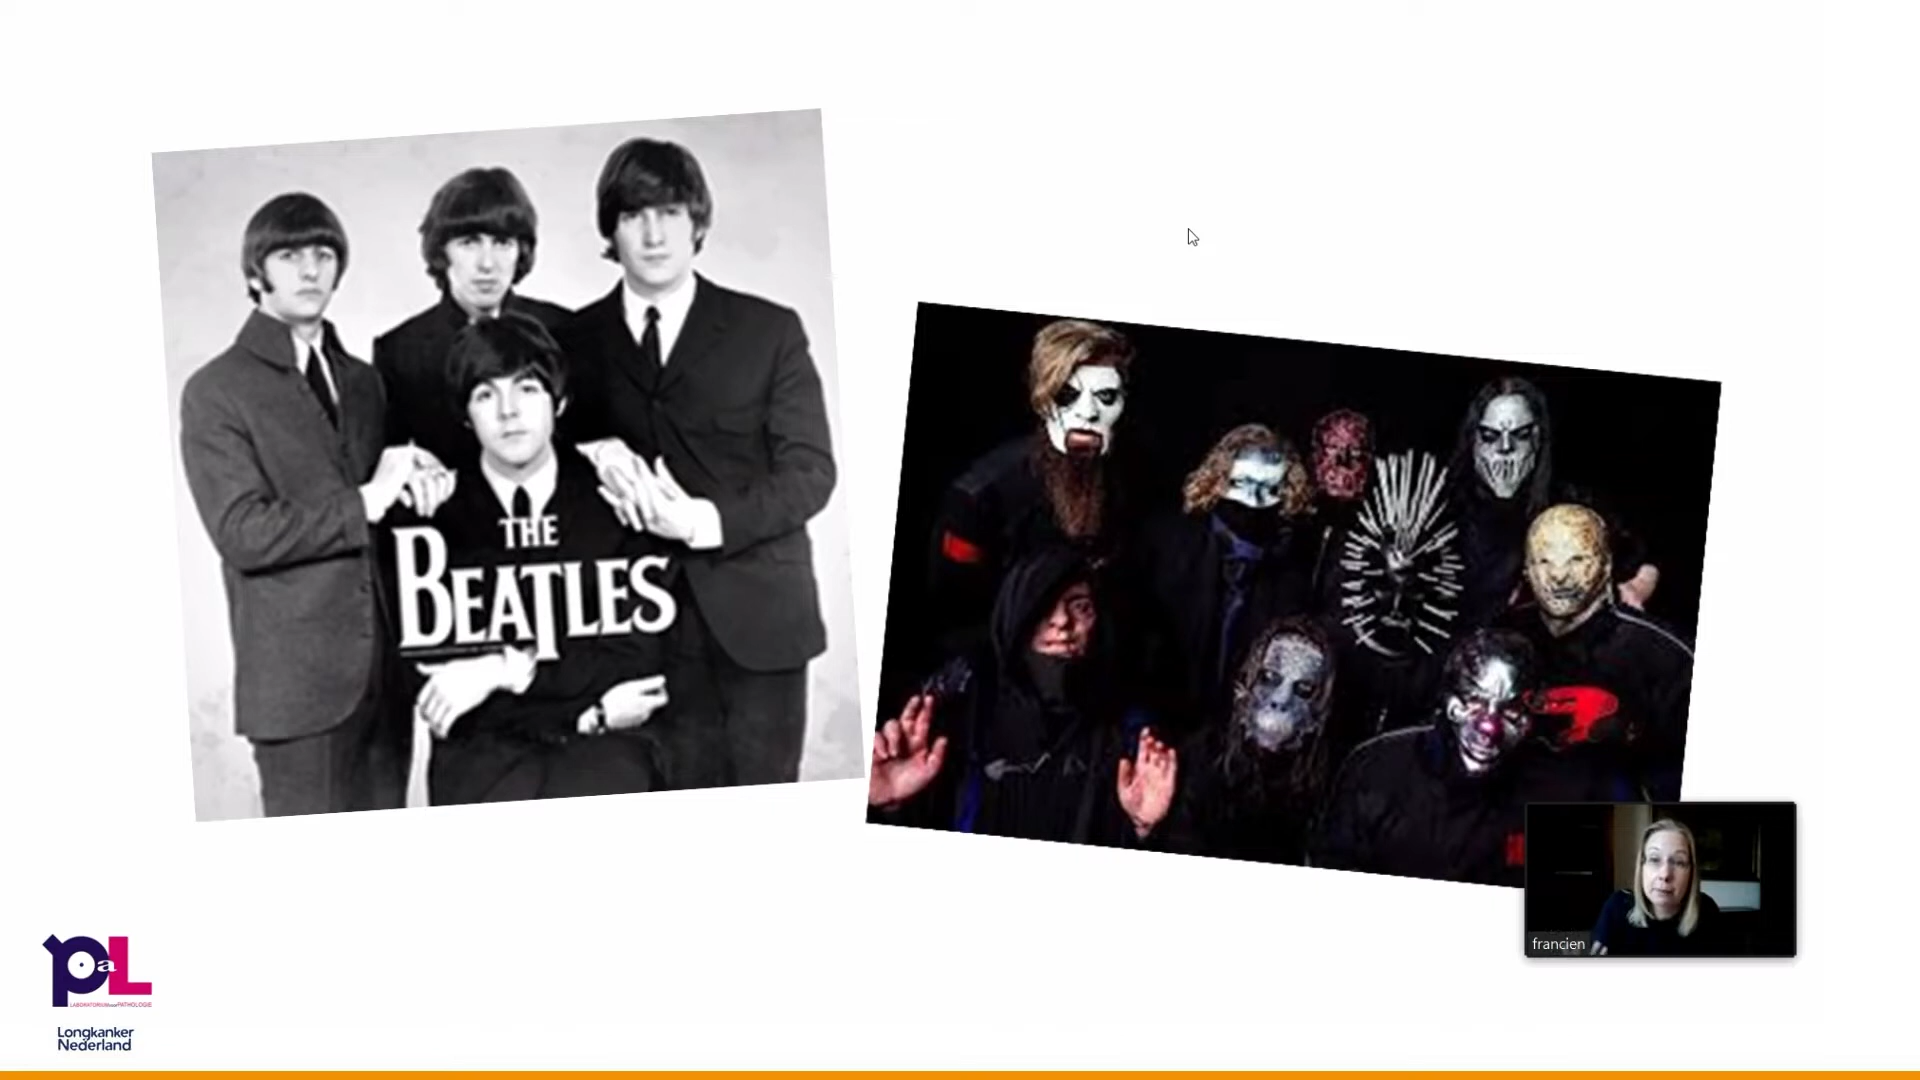 THE
BEATLES
francien
PaL
LABORATORIUM voor PATHOLOGIE
Longkanker
Nederland